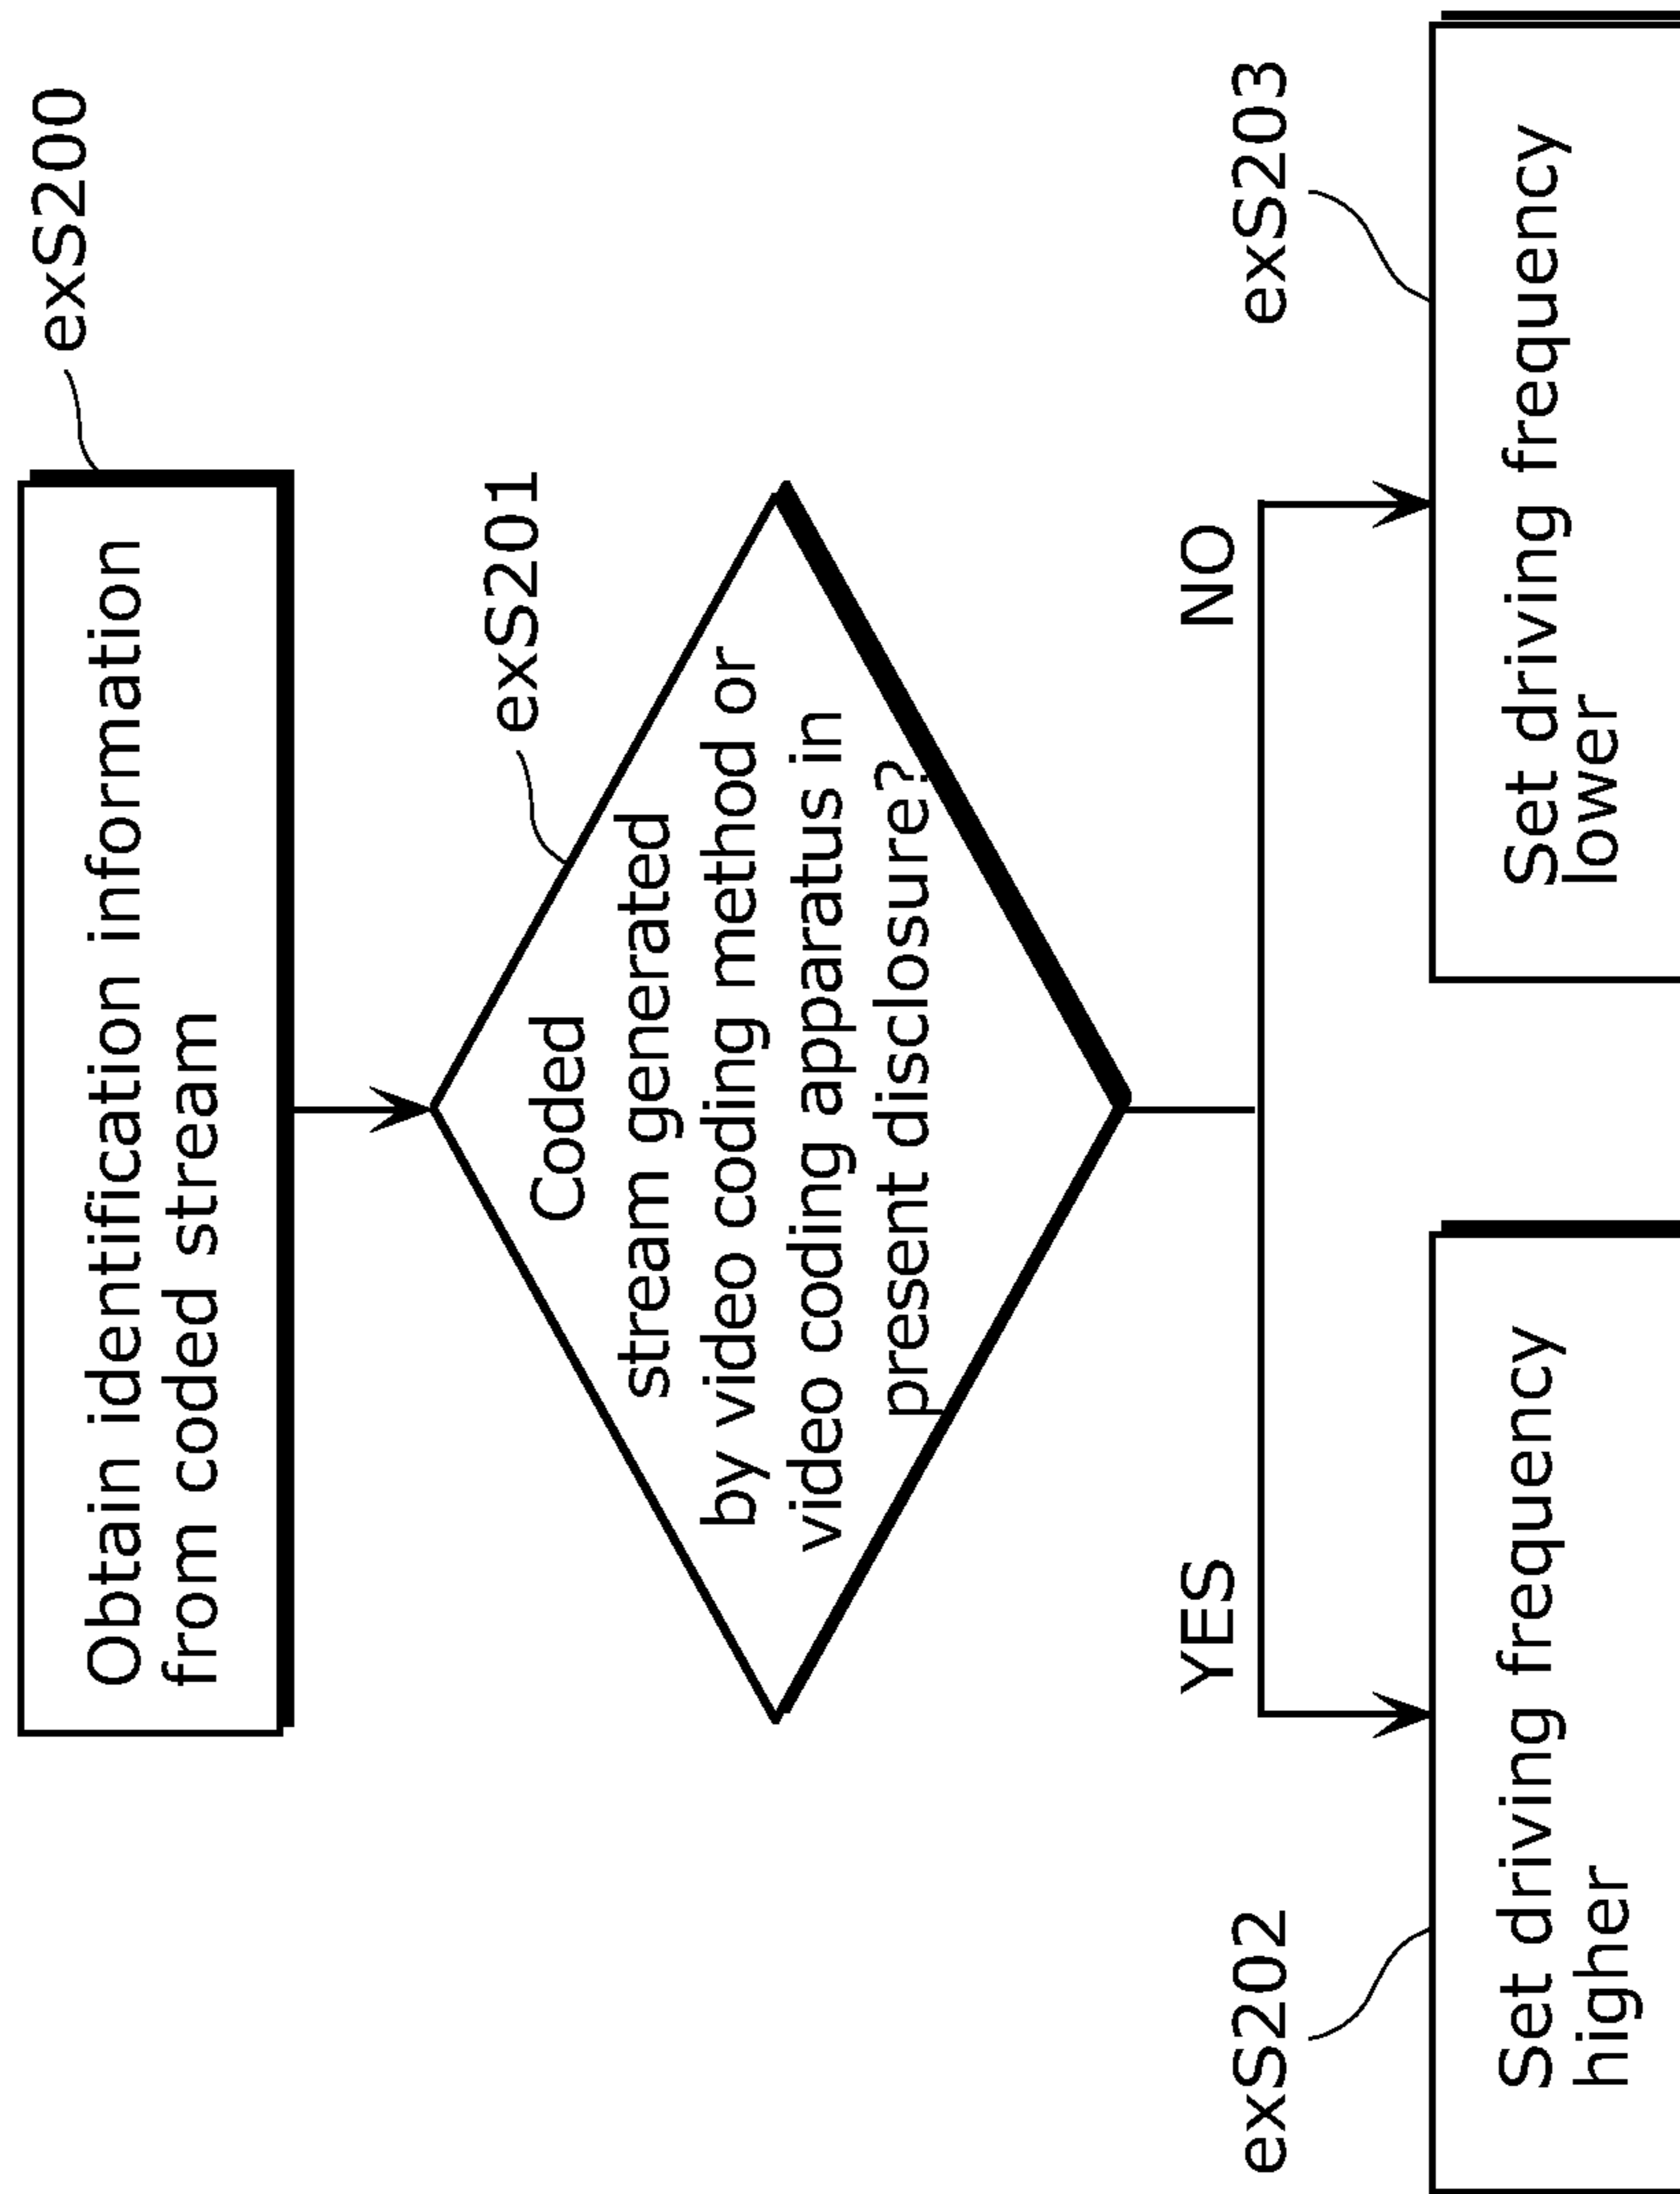 exS200
Obtain identification information
from coded stream
exS201
Coded
stream generated
by video coding method or
video coding apparatus in
present disclosure?
YES
NO
exS202
exS203
Set driving frequency
higher
Set driving frequency
lower